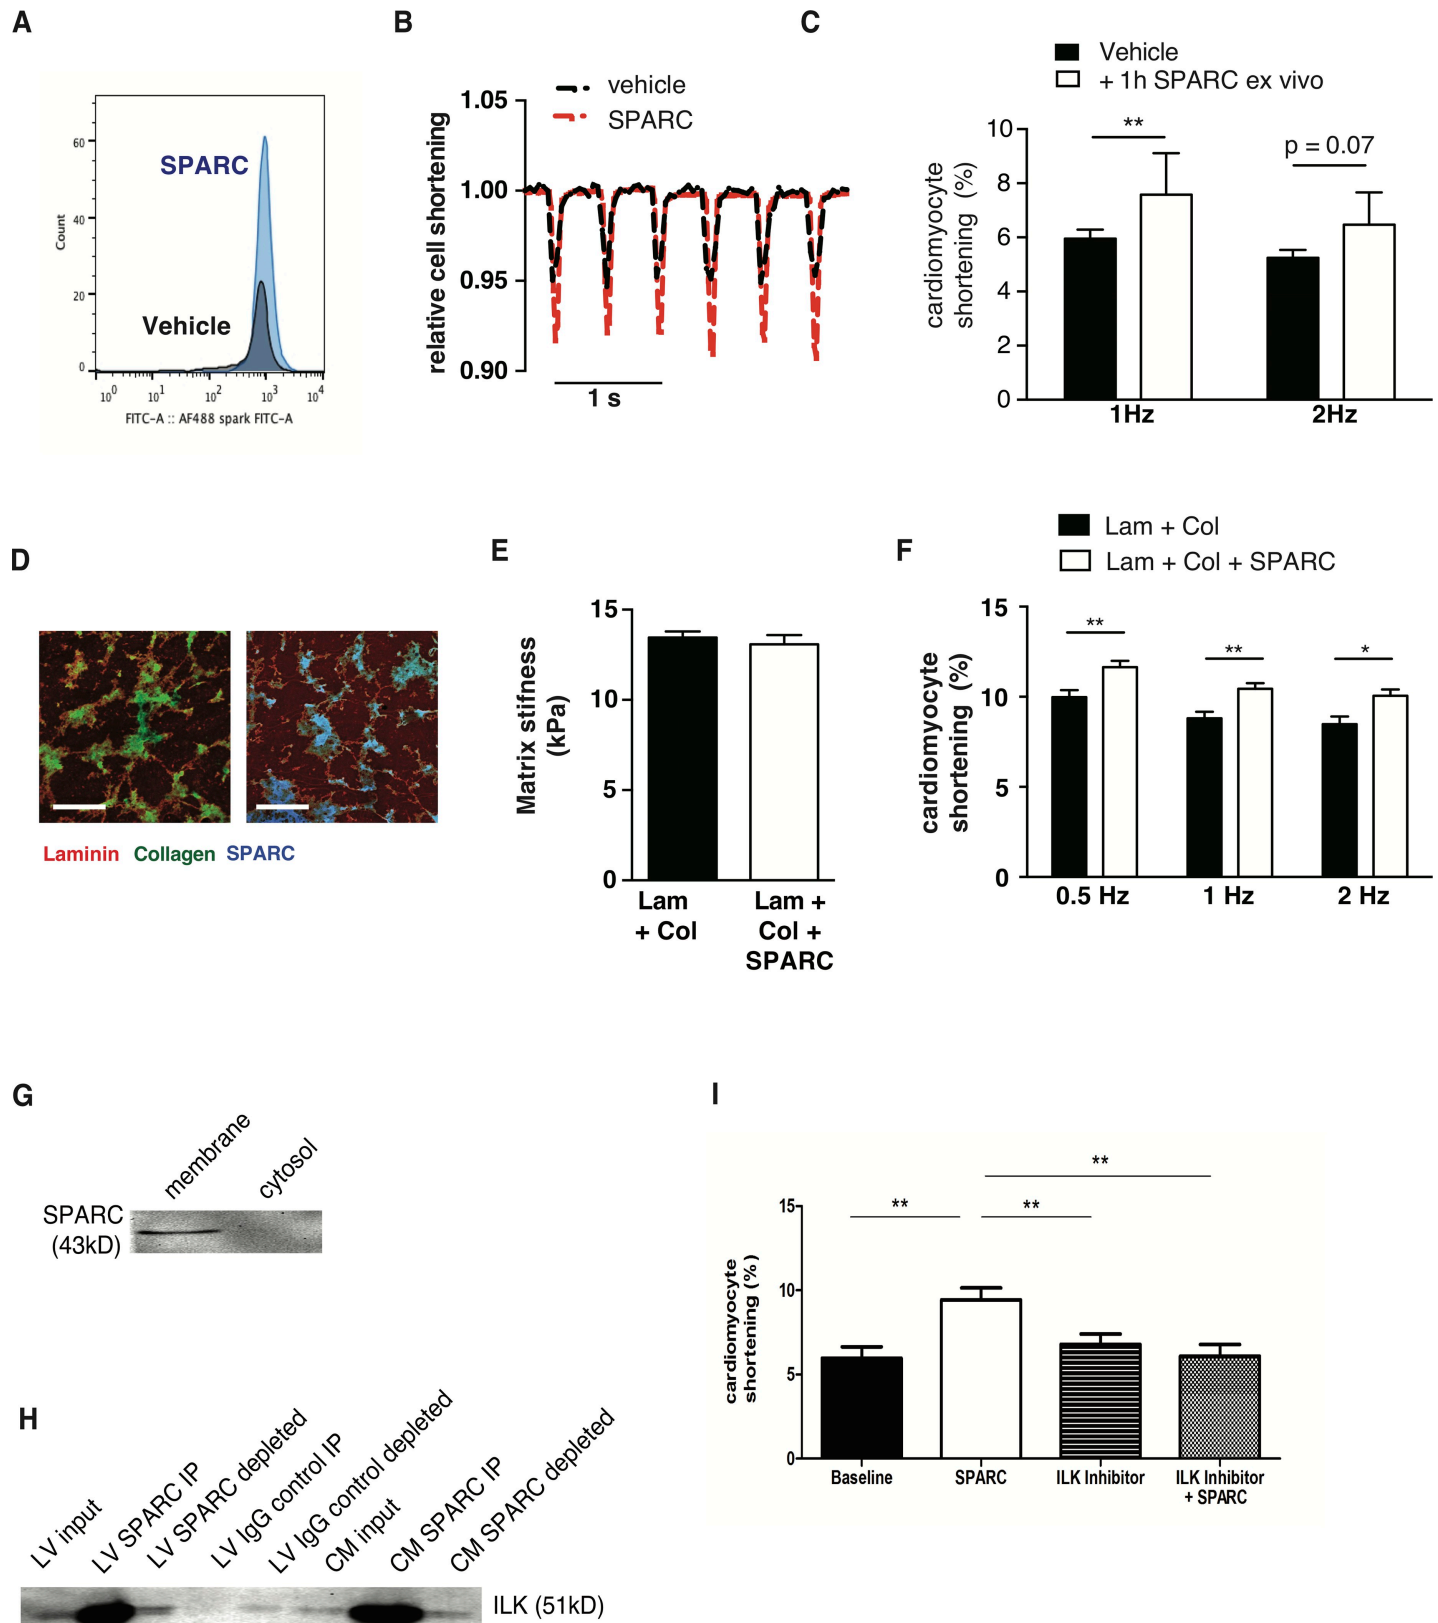 A
SPARC
Vehicle
Count
60
40
20
0
10^0 10^1 10^2 10^3 10^4
FITC-A :: AF488 spark FITC-A
B
relative cell shortening
1.05
1.00
0.95
0.90
vehicle
SPARC
1 s
C
Vehicle
+ 1h SPARC ex vivo
cardiomyocyte
shortening (%)
10
8
6
4
2
0
**
p = 0.07
1Hz 2Hz
D
Laminin Collagen SPARC
E
Matrix stifness
(kPa)
15
10
5
0
Lam
+ Col
Lam +
Col +
SPARC
F
Lam + Col
Lam + Col + SPARC
cardiomyocyte
shortening (%)
15
10
5
0
** ** *
0.5 Hz 1 Hz 2 Hz
G
membrane
cytosol
SPARC
(43kD)
H
LV input
LV SPARC IP
LV SPARC depleted
LV IgG control IP
LV IgG control depleted
CM input
CM SPARC IP
CM SPARC depleted
ILK (51kD)
I
cardiomyocyte
shortening (%)
15
10
5
0
**
** **
Baseline SPARC ILK Inhibitor
ILK Inhibitor
+ SPARC